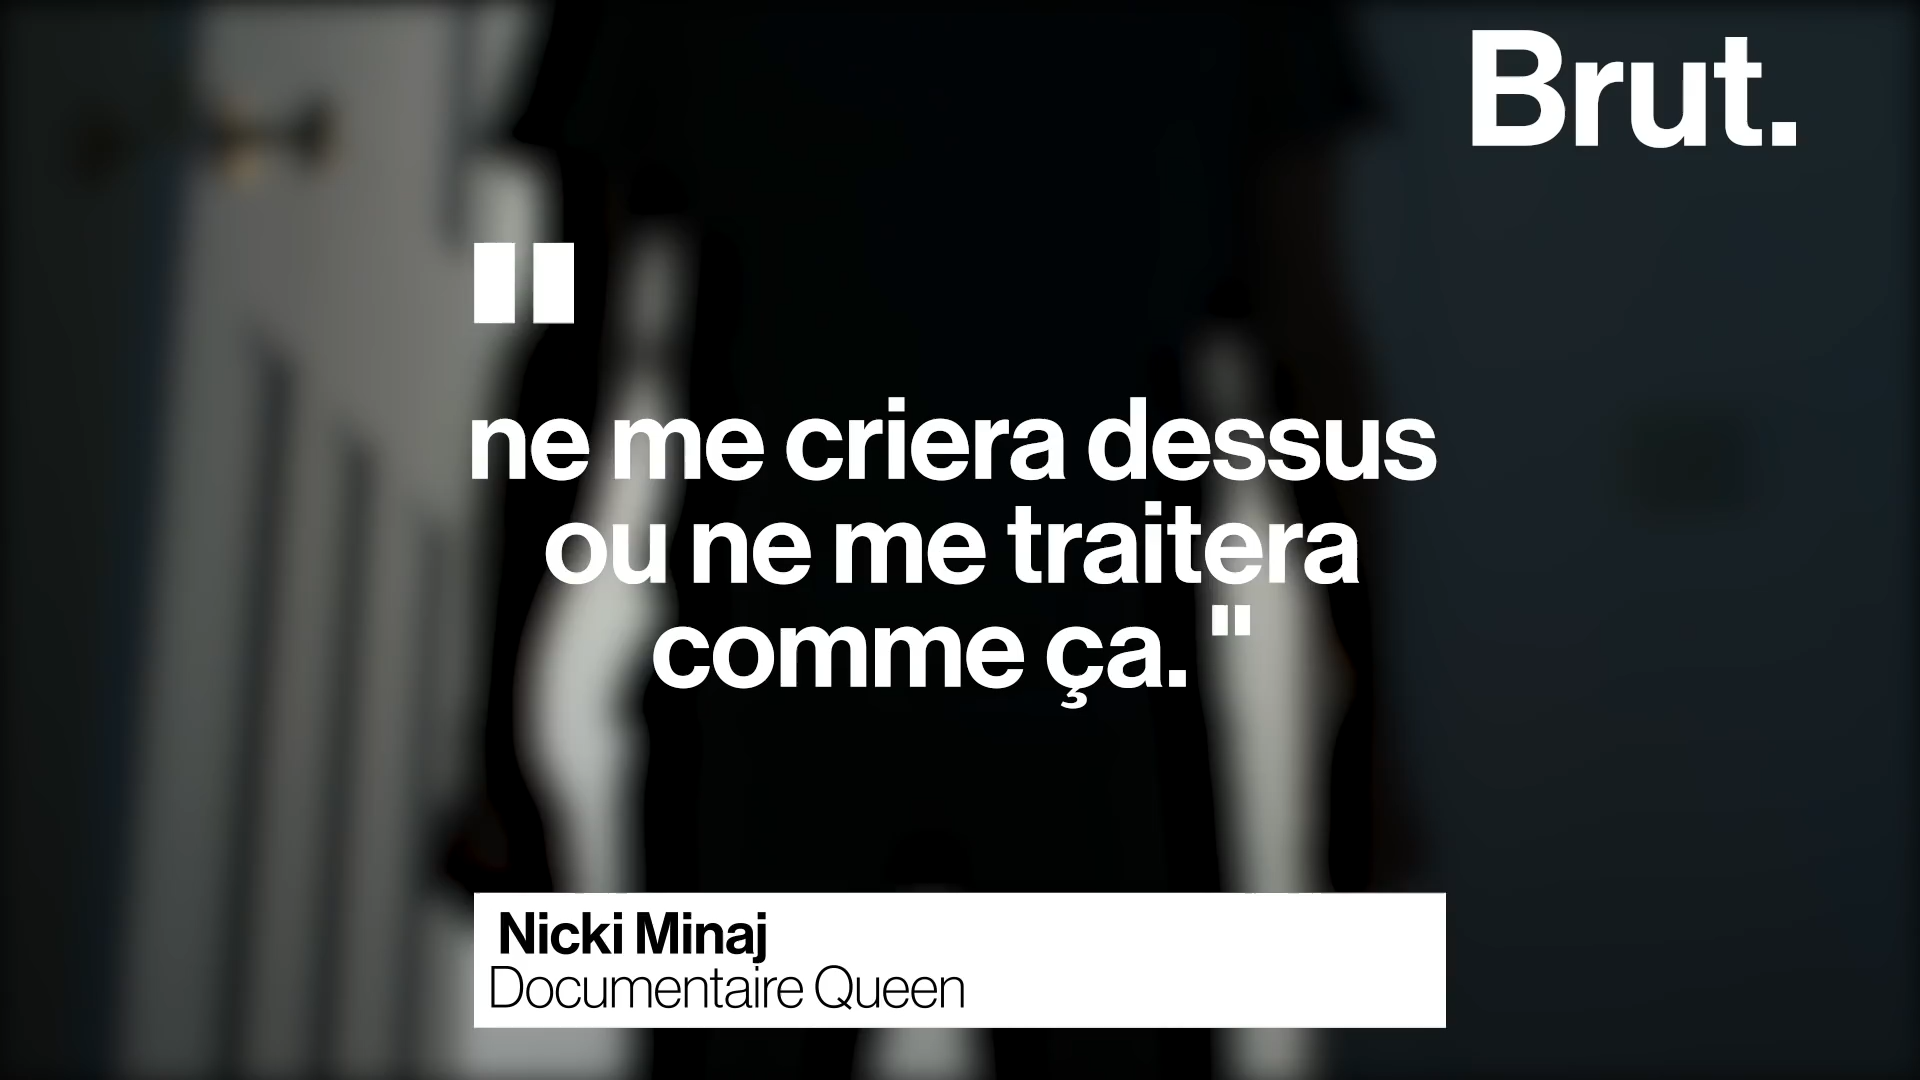 Brut.
"
ne me criera dessus
ou ne me traitera
comme ça. "
Nicki Minaj
Documentaire Queen